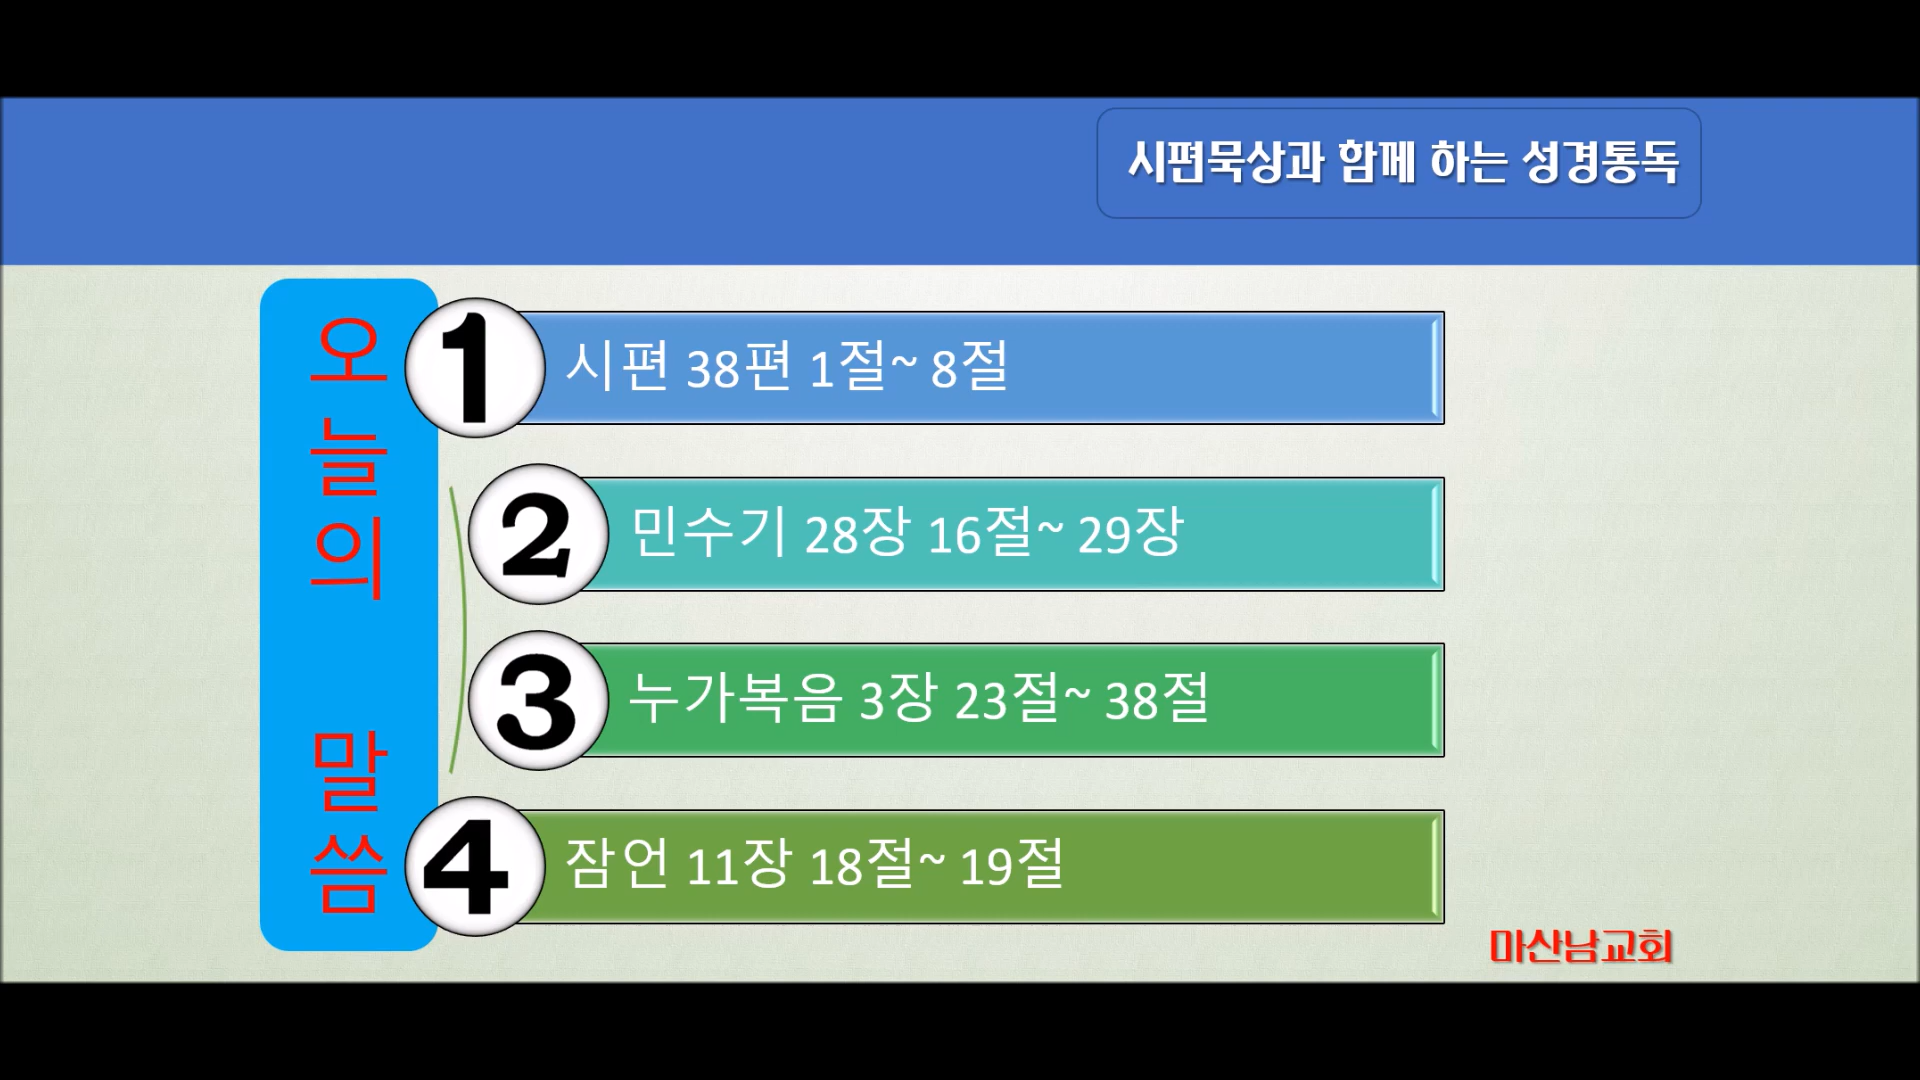 시편묵상과 함께 하는 성경통독
오늘의 말씀
1 시편 38편 1절~ 8절
2 민수기 28장 16절~ 29장
3 누가복음 3장 23절~ 38절
4 잠언 11장 18절~ 19절
마산남교회